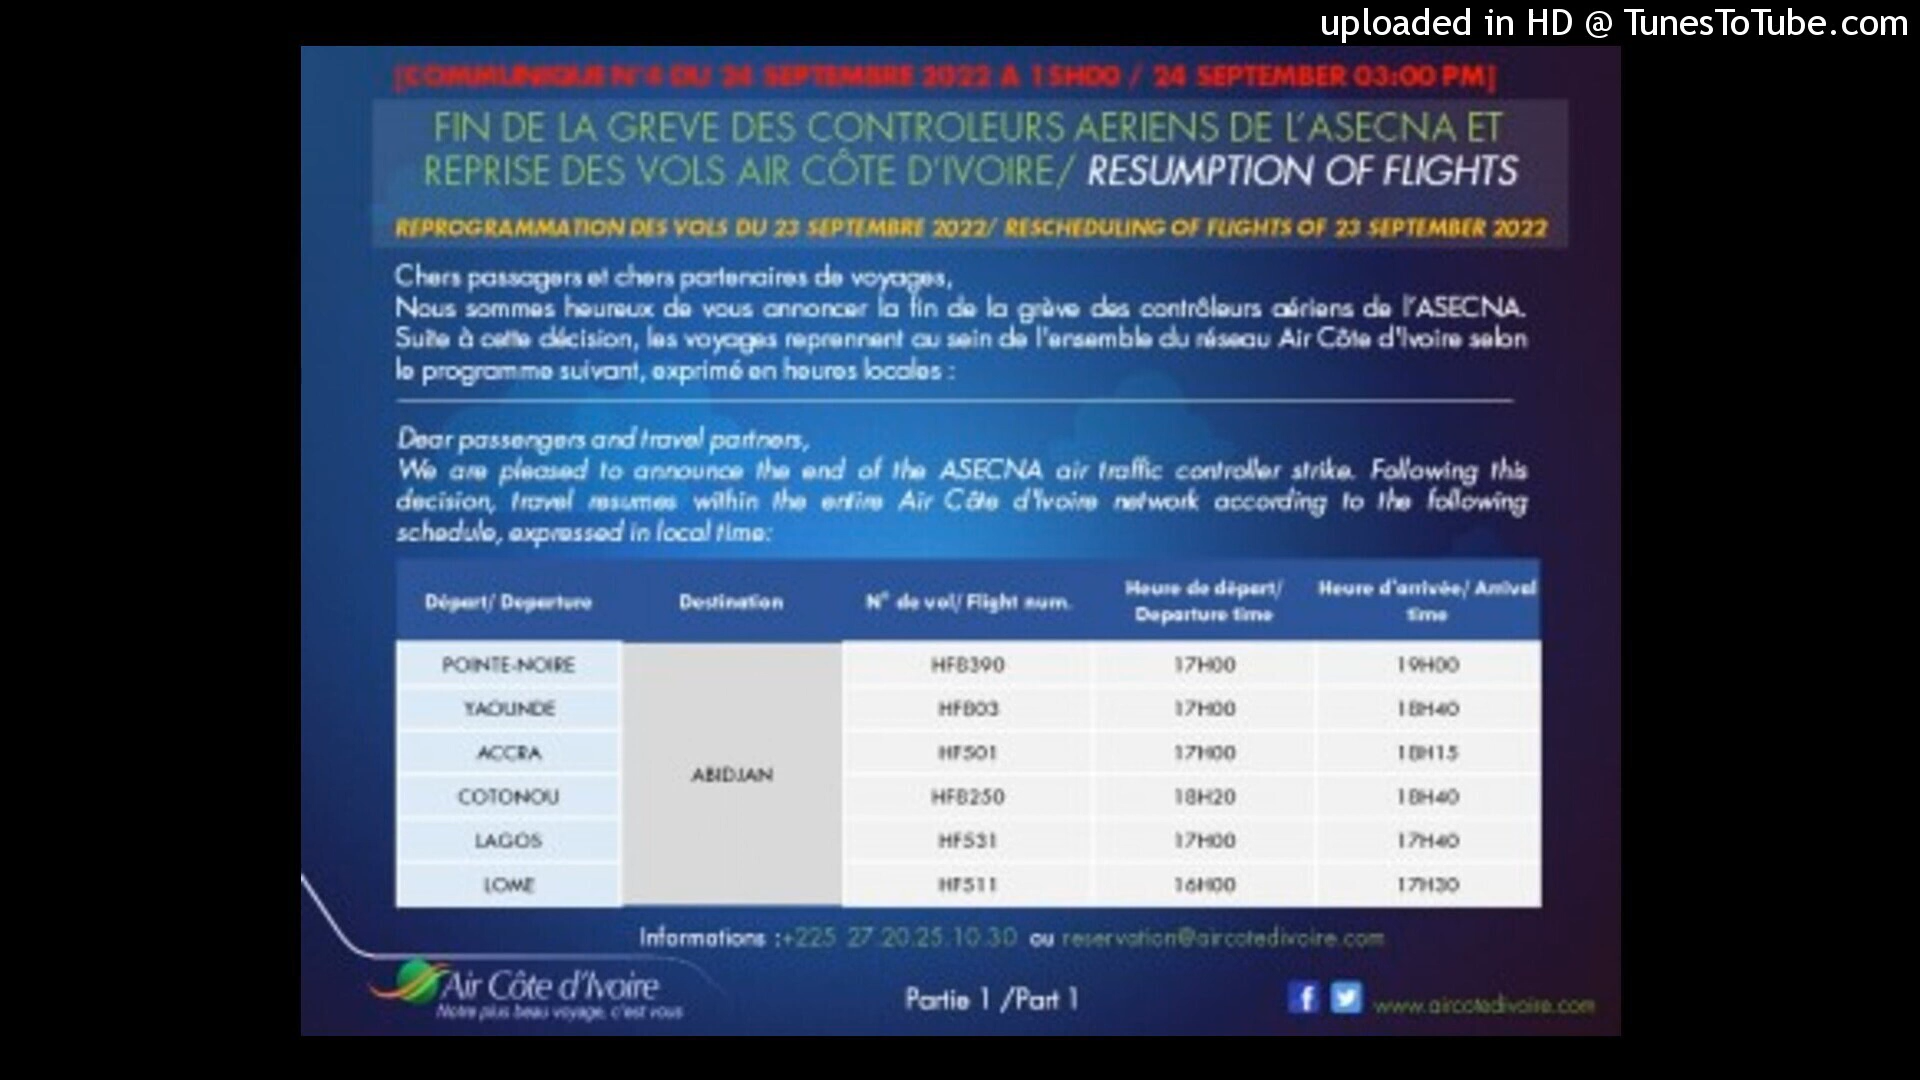 uploaded in HD @ TunesToTube.com
[COMMUNIQUE N°4 DU 24 SEPTEMBRE 2022 A 15H00 / 24 SEPTEMBER 03:00 PM]
FIN DE LA GREVE DES CONTROLEURS AERIENS DE L'ASECNA ET
REPRISE DES VOLS AIR CÔTE D'IVOIRE/ RESUMPTION OF FLIGHTS
REPROGRAMMATION DES VOLS DU 23 SEPTEMBRE 2022/ RESCHEDULING OF FLIGHTS OF 23 SEPTEMBER 2022
Chers passagers et chers partenaires de voyages,
Nous sommes heureux de vous annoncer la fin de la grève des contrôleurs aériens de l'ASECNA.
Suite à cette décision, les voyages reprennent au sein de l'ensemble du réseau Air Côte d'Ivoire selon
le programme suivant, exprimé en heures locales :
Dear passengers and travel partners,
We are pleased to announce the end of the ASECNA air traffic controller strike. Following this
decision, travel resumes within the entire Air Côte d'Ivoire network according to the following
schedule, expressed in local time:
Départ/ Departure Destination N° de vol/ Flight num. Heure de départ/ Departure time Heure d'arrivée/ Arrival time
POINTE-NOIRE HF8390 17H00 19H00
YAOUNDE HF803 17H00 18H40
ACCRA HF501 17H00 18H15
ABIDJAN
COTONOU HF8250 18H20 18H40
LAGOS HF531 17H00 17H40
LOME HF511 16H00 17H30
Informations :+225 27.20.25.10.30 ou reservation@aircotedivoire.com
Air Côte d'Ivoire
Notre plus beau voyage, c'est vous
Partie 1 /Part 1
www.aircotedivoire.com